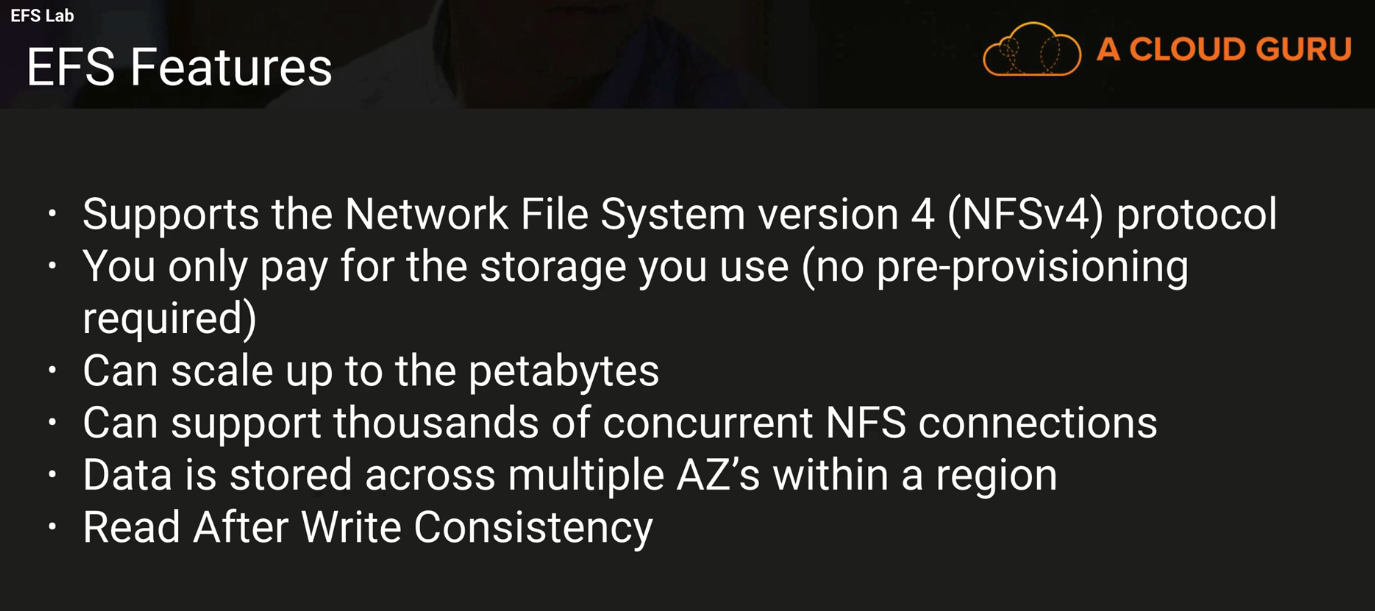 EFS Lab
EFS Features
A CLOUD GURU
• Supports the Network File System version 4 (NFSv4) protocol
• You only pay for the storage you use (no pre-provisioning
required)
• Can scale up to the petabytes
• Can support thousands of concurrent NFS connections
• Data is stored across multiple AZ’s within a region
• Read After Write Consistency